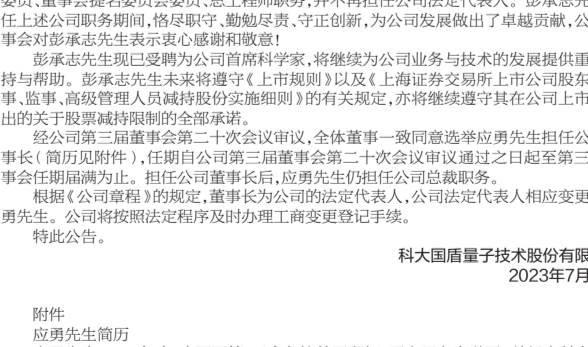 委员、董事会提名委员会委员、总工程师职务,并不再担任公司法定代表人。彭承志先
任上述公司职务期间,恪尽职守、勤勉尽责、守正创新,为公司发展做出了卓越贡献,公
事会对彭承志先生表示衷心感谢和敬意!
彭承志先生现已受聘为公司首席科学家,将继续为公司业务与技术的发展提供重
持与帮助。彭承志先生未来将遵守《上市规则》以及《上海证券交易所上市公司股东
事、监事、高级管理人员减持股份实施细则》的有关规定,亦将继续遵守其在公司上市
出的关于股票减持限制的全部承诺。
经公司第三届董事会第二十次会议审议,全体董事一致同意选举应勇先生担任公
事长(简历见附件),任期自公司第三届董事会第二十次会议审议通过之日起至第三
事会任期届满为止。担任公司董事长后,应勇先生仍担任公司总裁职务。
根据《公司章程》的规定,董事长为公司的法定代表人,公司法定代表人相应变更
勇先生。公司将按照法定程序及时办理工商变更登记手续。
特此公告。
科大国盾量子技术股份有限
2023年7月
附件
应勇先生简历